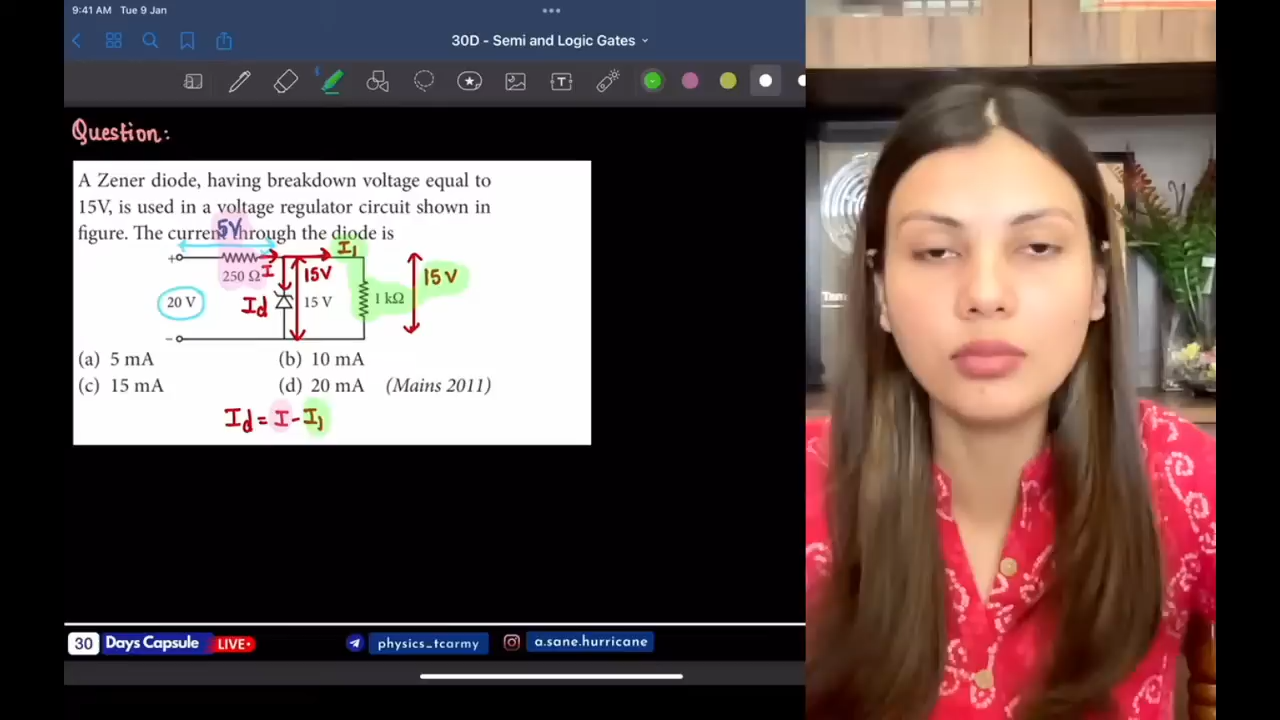 9:41 AM Tue 9 Jan
30D - Semi and Logic Gates
T
Question:
A Zener diode, having breakdown voltage equal to
15V, is used in a voltage regulator circuit shown in
figure. The current through the diode is
5V
I₁
+
250 Ω
I
15V
15 V
20 V
Id
15 V
1 kΩ
−
(a) 5 mA
(b) 10 mA
(c) 15 mA
(d) 20 mA (Mains 2011)
Id = I - I₁
30 Days Capsule LIVE
physics_tcarmy
a.sane.hurricane